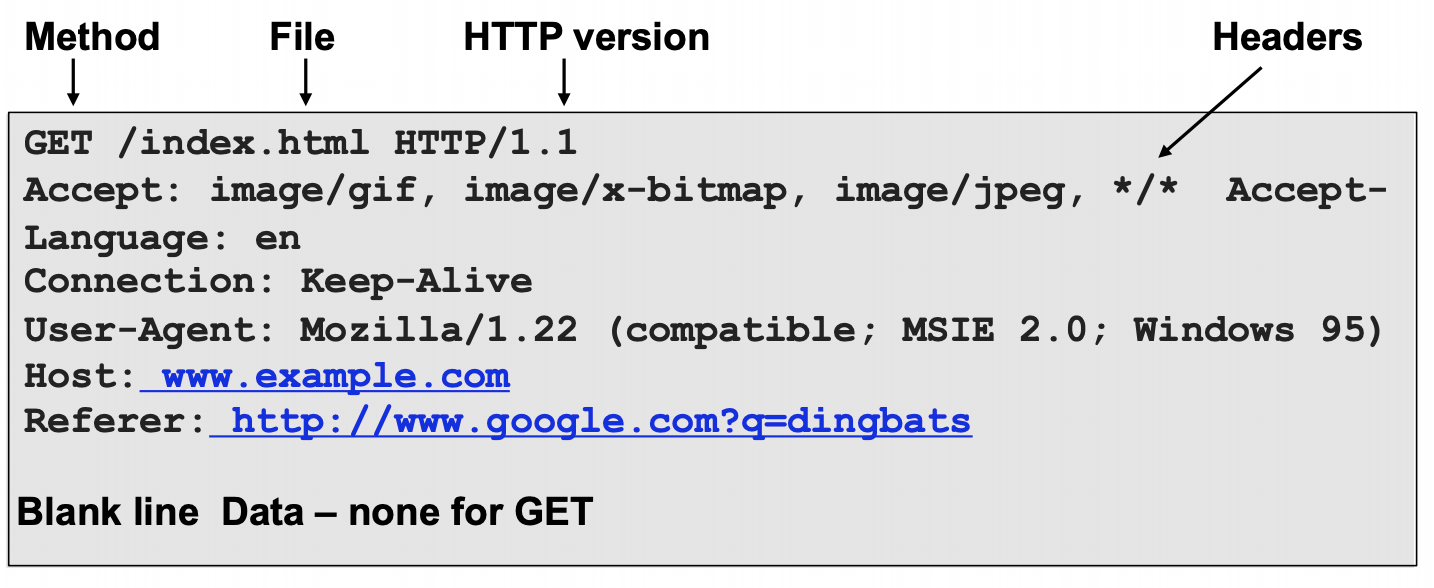 Method File HTTP version Headers
GET /index.html HTTP/1.1
Accept: image/gif, image/x-bitmap, image/jpeg, */* Accept-
Language: en
Connection: Keep-Alive
User-Agent: Mozilla/1.22 (compatible; MSIE 2.0; Windows 95)
Host: www.example.com
Referer: http://www.google.com?q=dingbats
Blank line Data – none for GET